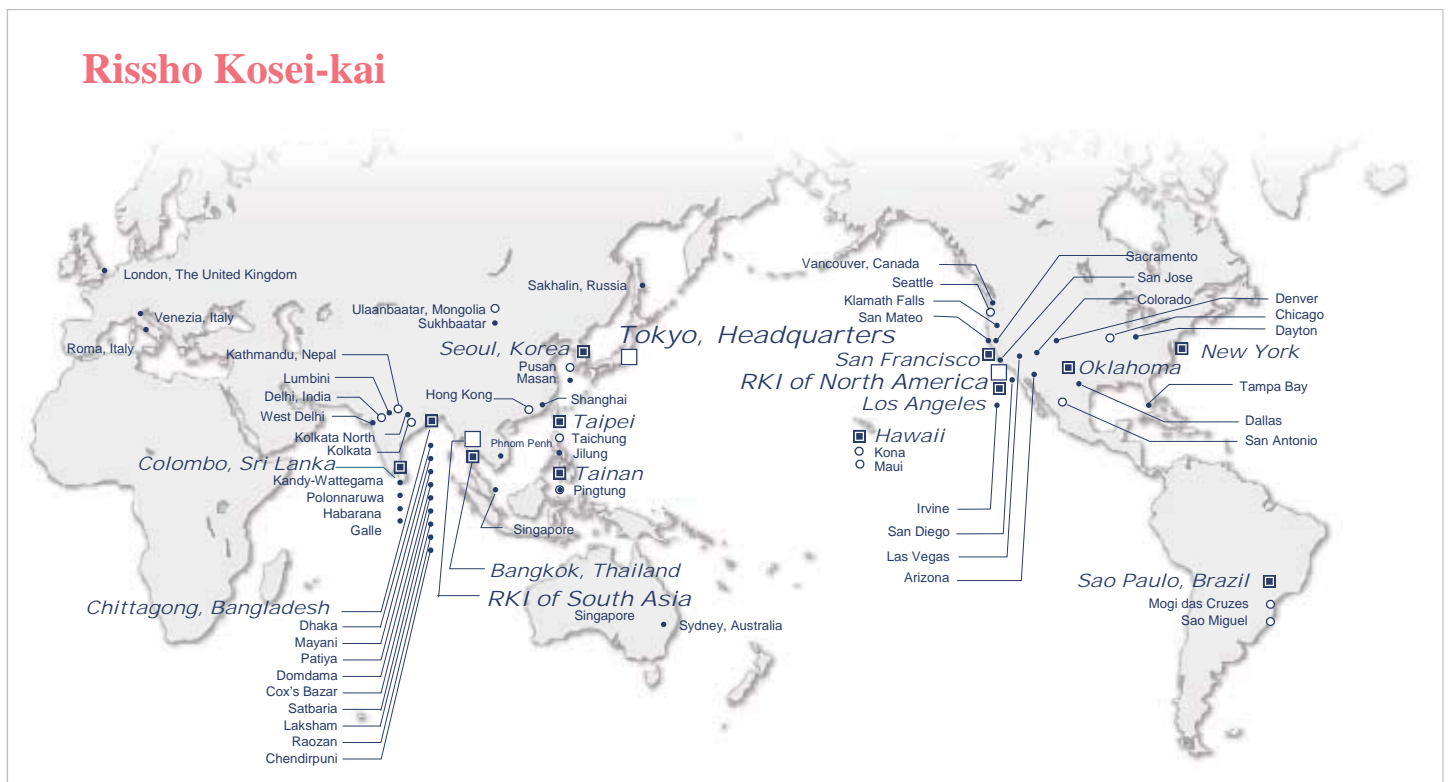 Rissho Kosei-kai
London, The United Kingdom
Venezia, Italy
Roma, Italy
Ulaanbaatar, Mongolia
Sukhbaatar
Sakhalin, Russia
Tokyo, Headquarters
Seoul, Korea
Pusan
Masan
Kathmandu, Nepal
Lumbini
Delhi, India
West Delhi
Kolkata North
Kolkata
Hong Kong
Shanghai
Taipei
Taichung
Jilung
Tainan
Pingtung
Phnom Penh
Colombo, Sri Lanka
Kandy-Wattegama
Polonnaruwa
Habarana
Galle
Singapore
Bangkok, Thailand
RKI of South Asia
Singapore
Sydney, Australia
Chittagong, Bangladesh
Dhaka
Mayani
Patiya
Domdama
Cox's Bazar
Satbaria
Laksham
Raozan
Chendirpuni
Vancouver, Canada
Seattle
Klamath Falls
San Mateo
San Francisco
RKI of North America
Los Angeles
Hawaii
Kona
Maui
Sacramento
San Jose
Colorado
Denver
Chicago
Dayton
New York
Oklahoma
Tampa Bay
Dallas
San Antonio
Irvine
San Diego
Las Vegas
Arizona
Sao Paulo, Brazil
Mogi das Cruzes
Sao Miguel